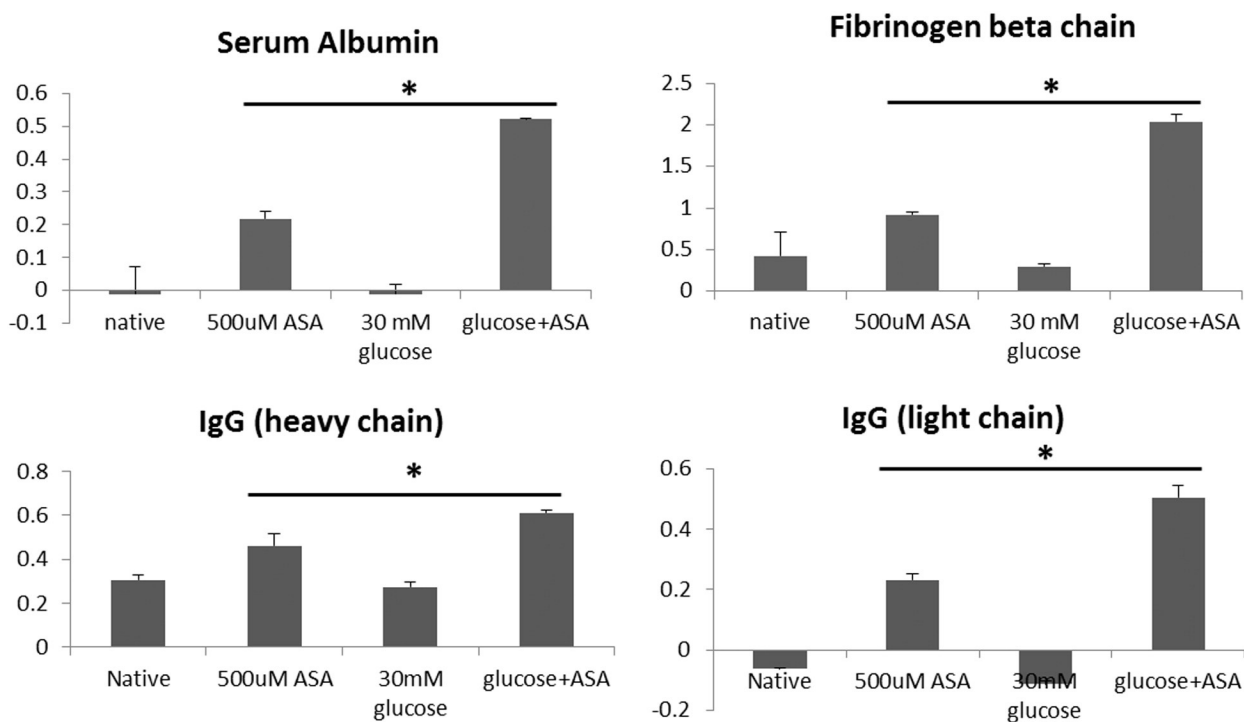 Serum Albumin
*
0.6
0.5
0.4
0.3
0.2
0.1
0
-0.1
native
500uM ASA
30 mM
glucose
glucose+ASA
Fibrinogen beta chain
*
2.5
2
1.5
1
0.5
0
native
500uM ASA
30 mM
glucose
glucose+ASA
IgG (heavy chain)
*
0.8
0.6
0.4
0.2
0
Native
500uM ASA
30mM
glucose
glucose+ASA
IgG (light chain)
*
0.6
0.4
0.2
0
-0.2
Native
500uM ASA
30mM
glucose
glucose+ASA